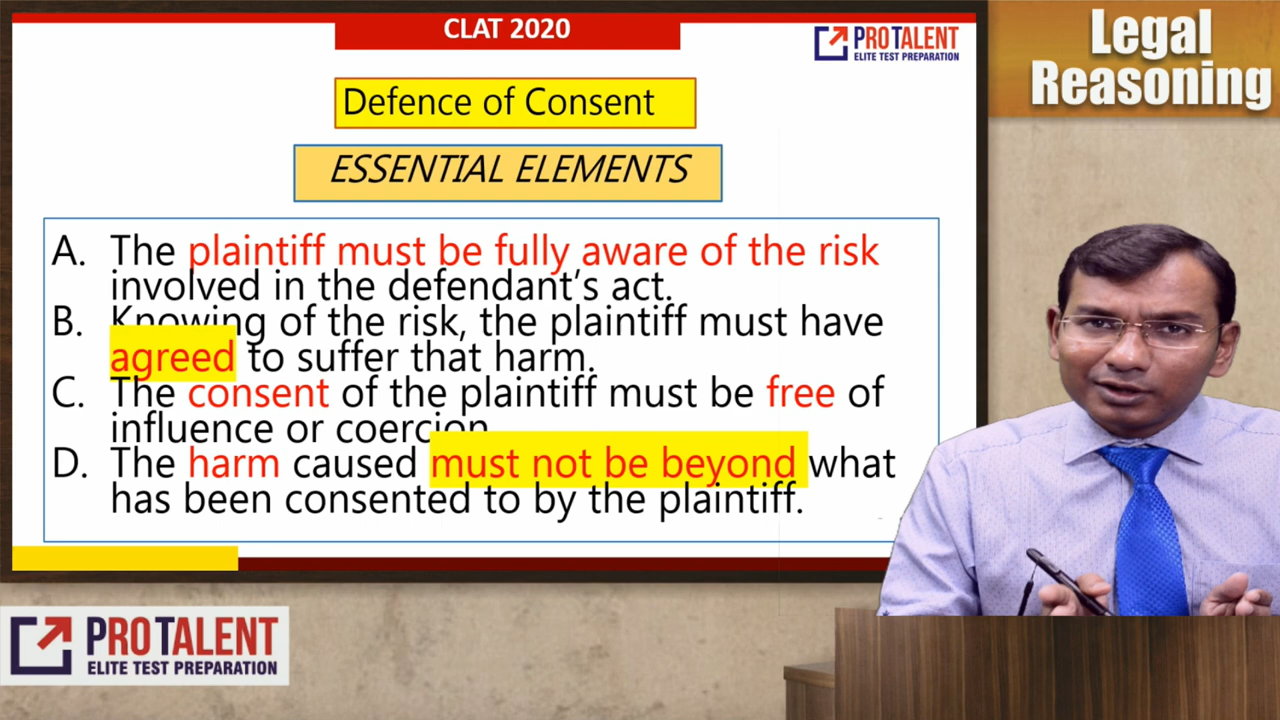 CLAT 2020
PROTALENT
ELITE TEST PREPARATION
Legal
Reasoning
Defence of Consent
ESSENTIAL ELEMENTS
A. The plaintiff must be fully aware of the risk
involved in the defendant’s act.
B. Knowing of the risk, the plaintiff must have
agreed to suffer that harm.
C. The consent of the plaintiff must be free of
influence or coercion
D. The harm caused must not be beyond what
has been consented to by the plaintiff.
PROTALENT
ELITE TEST PREPARATION